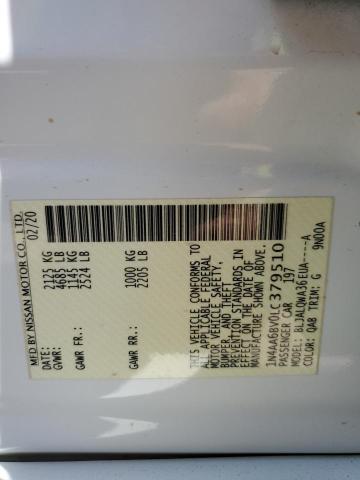 MFD BY NISSAN MOTOR CO., LTD.
DATE: 02/20
GVWR: 2125 KG
4685 LB
GAWR FR.: 1145 KG
2524 LB
GAWR RR.: 1000 KG
2205 LB
THIS VEHICLE CONFORMS TO
ALL APPLICABLE FEDERAL
MOTOR VEHICLE SAFETY,
BUMPER, AND THEFT
PREVENTION STANDARDS IN
EFFECT ON THE DATE OF
MANUFACTURE SHOWN ABOVE.
1N4AA6BV0LC379510
PASSENGER CAR 197
MODEL: BLJALQWA36EUA-----A
COLOR: QAB TRIM: G 9N00A